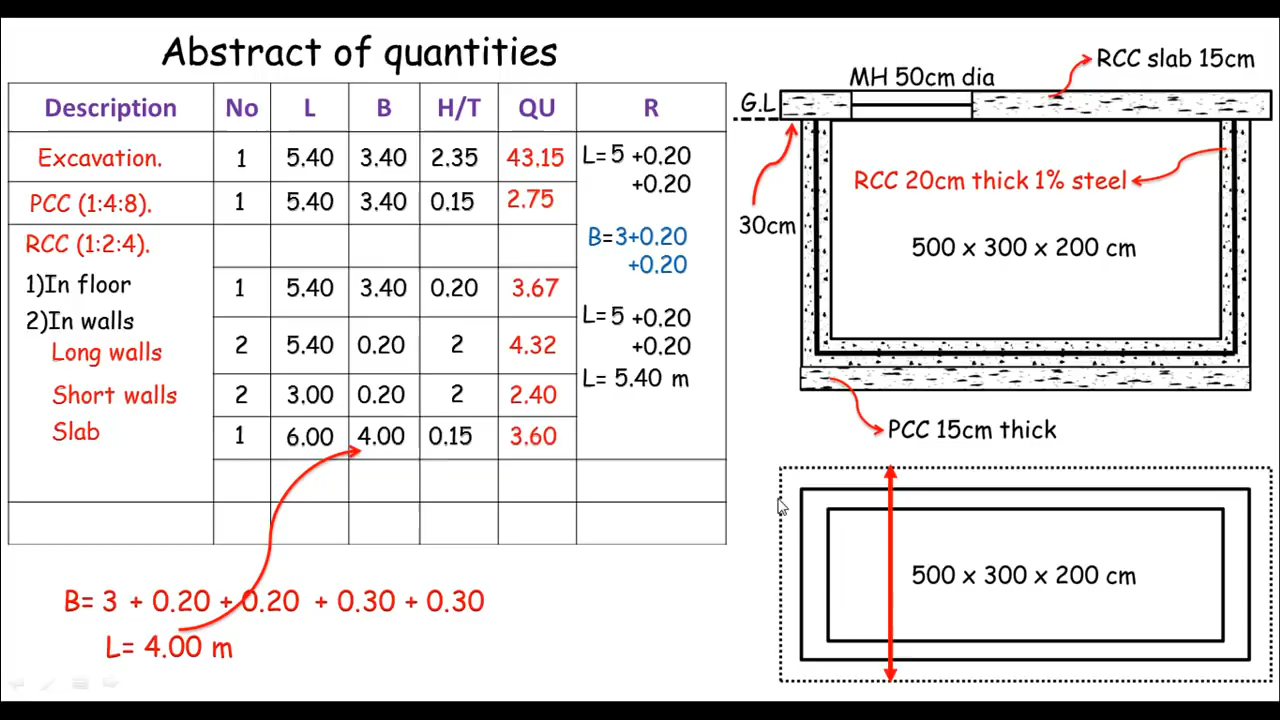 Abstract of quantities
Description No L B H/T QU R
Excavation. 1 5.40 3.40 2.35 43.15 L=5 +0.20
+0.20
PCC (1:4:8). 1 5.40 3.40 0.15 2.75
RCC (1:2:4). B=3+0.20
+0.20
1)In floor 1 5.40 3.40 0.20 3.67
2)In walls L=5 +0.20
Long walls 2 5.40 0.20 2 4.32 +0.20
L= 5.40 m
Short walls 2 3.00 0.20 2 2.40
Slab 1 6.00 4.00 0.15 3.60
B= 3 + 0.20 + 0.20 + 0.30 + 0.30
L= 4.00 m
RCC slab 15cm
MH 50cm dia
G.L
RCC 20cm thick 1% steel
30cm
500 x 300 x 200 cm
PCC 15cm thick
500 x 300 x 200 cm